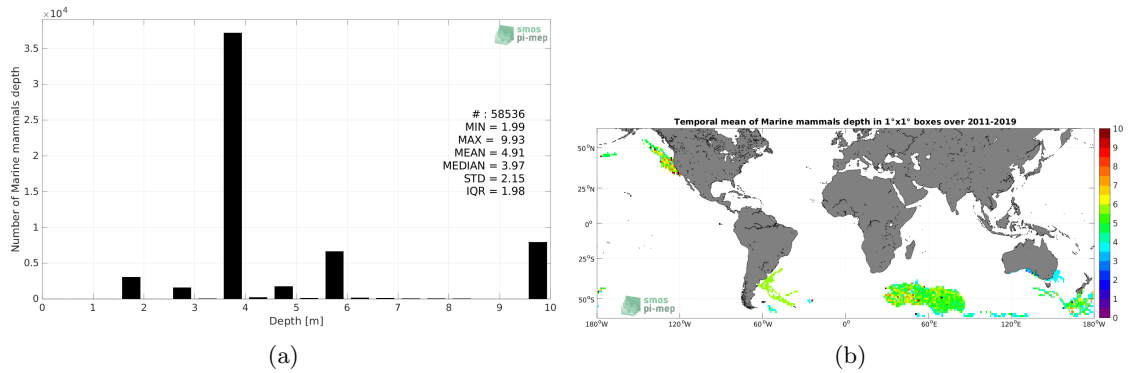 ×10⁴
smos
pi-mep
3.5
3
2.5
2
1.5
1
0.5
0
Number of Marine mammals depth
# : 58536
MIN = 1.99
MAX = 9.93
MEAN = 4.91
MEDIAN = 3.97
STD = 2.15
IQR = 1.98
0 1 2 3 4 5 6 7 8 9 10
Depth [m]
(a)
Temporal mean of Marine mammals depth in 1°x1° boxes over 2011-2019
50°N
25°N
0°
25°S
50°S
smos
pi-mep
180°W 120°W 60°W 0° 60°E 120°E 180°W
10
9
8
7
6
5
4
3
2
1
0
(b)